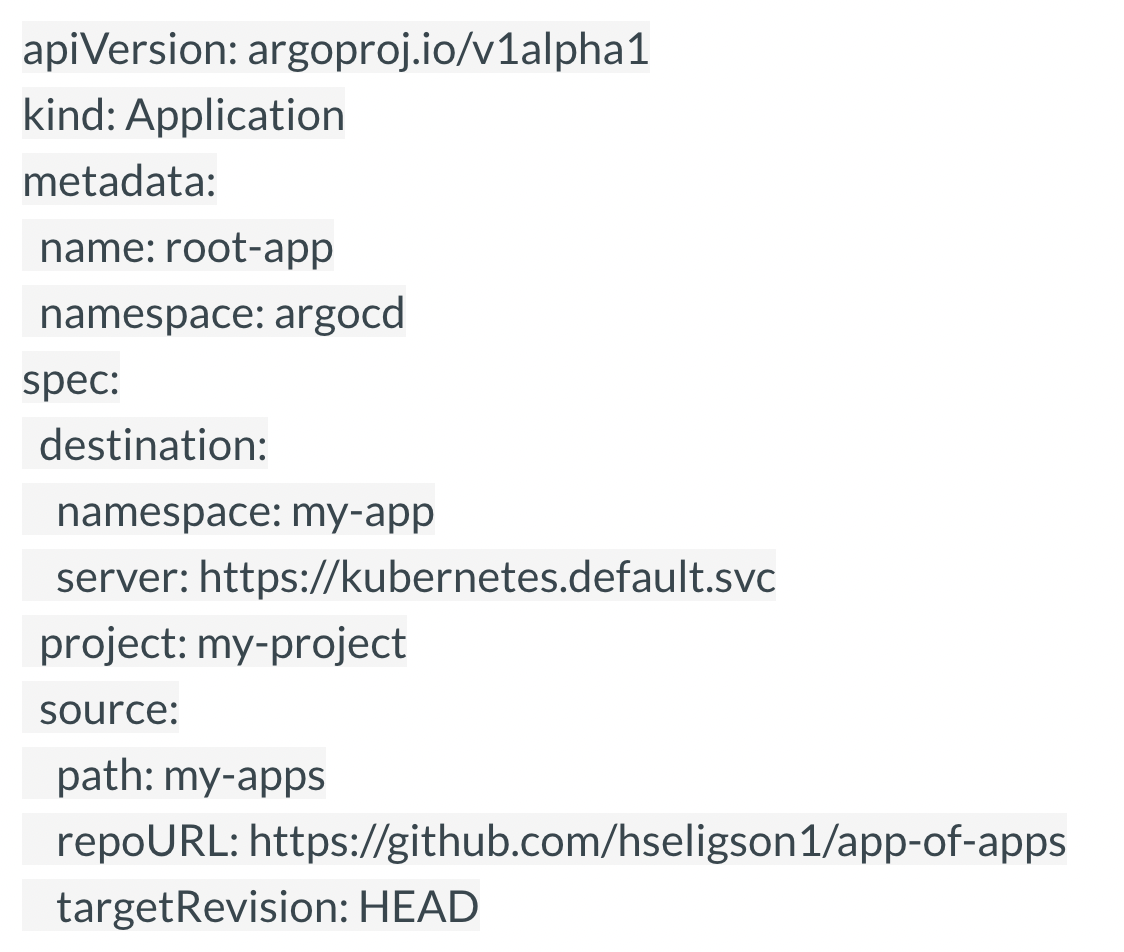 apiVersion: argoproj.io/v1alpha1
kind: Application
metadata:
  name: root-app
  namespace: argocd
spec:
  destination:
    namespace: my-app
    server: https://kubernetes.default.svc
  project: my-project
  source:
    path: my-apps
    repoURL: https://github.com/hseligson1/app-of-apps
    targetRevision: HEAD